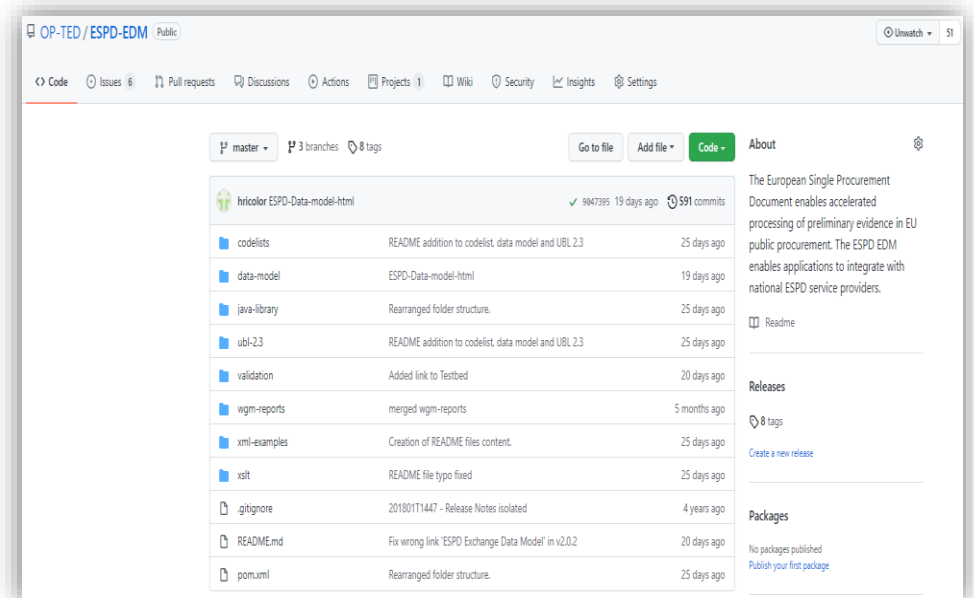 OP-TED / ESPD-EDM Public
Unwatch 51
Code Issues 6 Pull requests Discussions Actions Projects 1 Wiki Security Insights Settings
master 3 branches 8 tags Go to file Add file Code
hricolor ESPD-Data-model-html 9847395 19 days ago 591 commits
codelists README addition to codelist, data model and UBL 2.3 25 days ago
data-model ESPD-Data-model-html 19 days ago
java-library Rearranged folder structure. 25 days ago
ubl-2.3 README addition to codelist, data model and UBL 2.3 25 days ago
validation Added link to Testbed 20 days ago
wgm-reports merged wgm-reports 5 months ago
xml-examples Creation of README files content. 25 days ago
xslt README file typo fixed 25 days ago
.gitignore 201801T1447 - Release Notes isolated 4 years ago
README.md Fix wrong link 'ESPD Exchange Data Model' in v2.0.2 20 days ago
pom.xml Rearranged folder structure. 25 days ago
About
The European Single Procurement
Document enables accelerated
processing of preliminary evidence in EU
public procurement. The ESPD EDM
enables applications to integrate with
national ESPD service providers.
Readme
Releases
8 tags
Create a new release
Packages
No packages published
Publish your first package